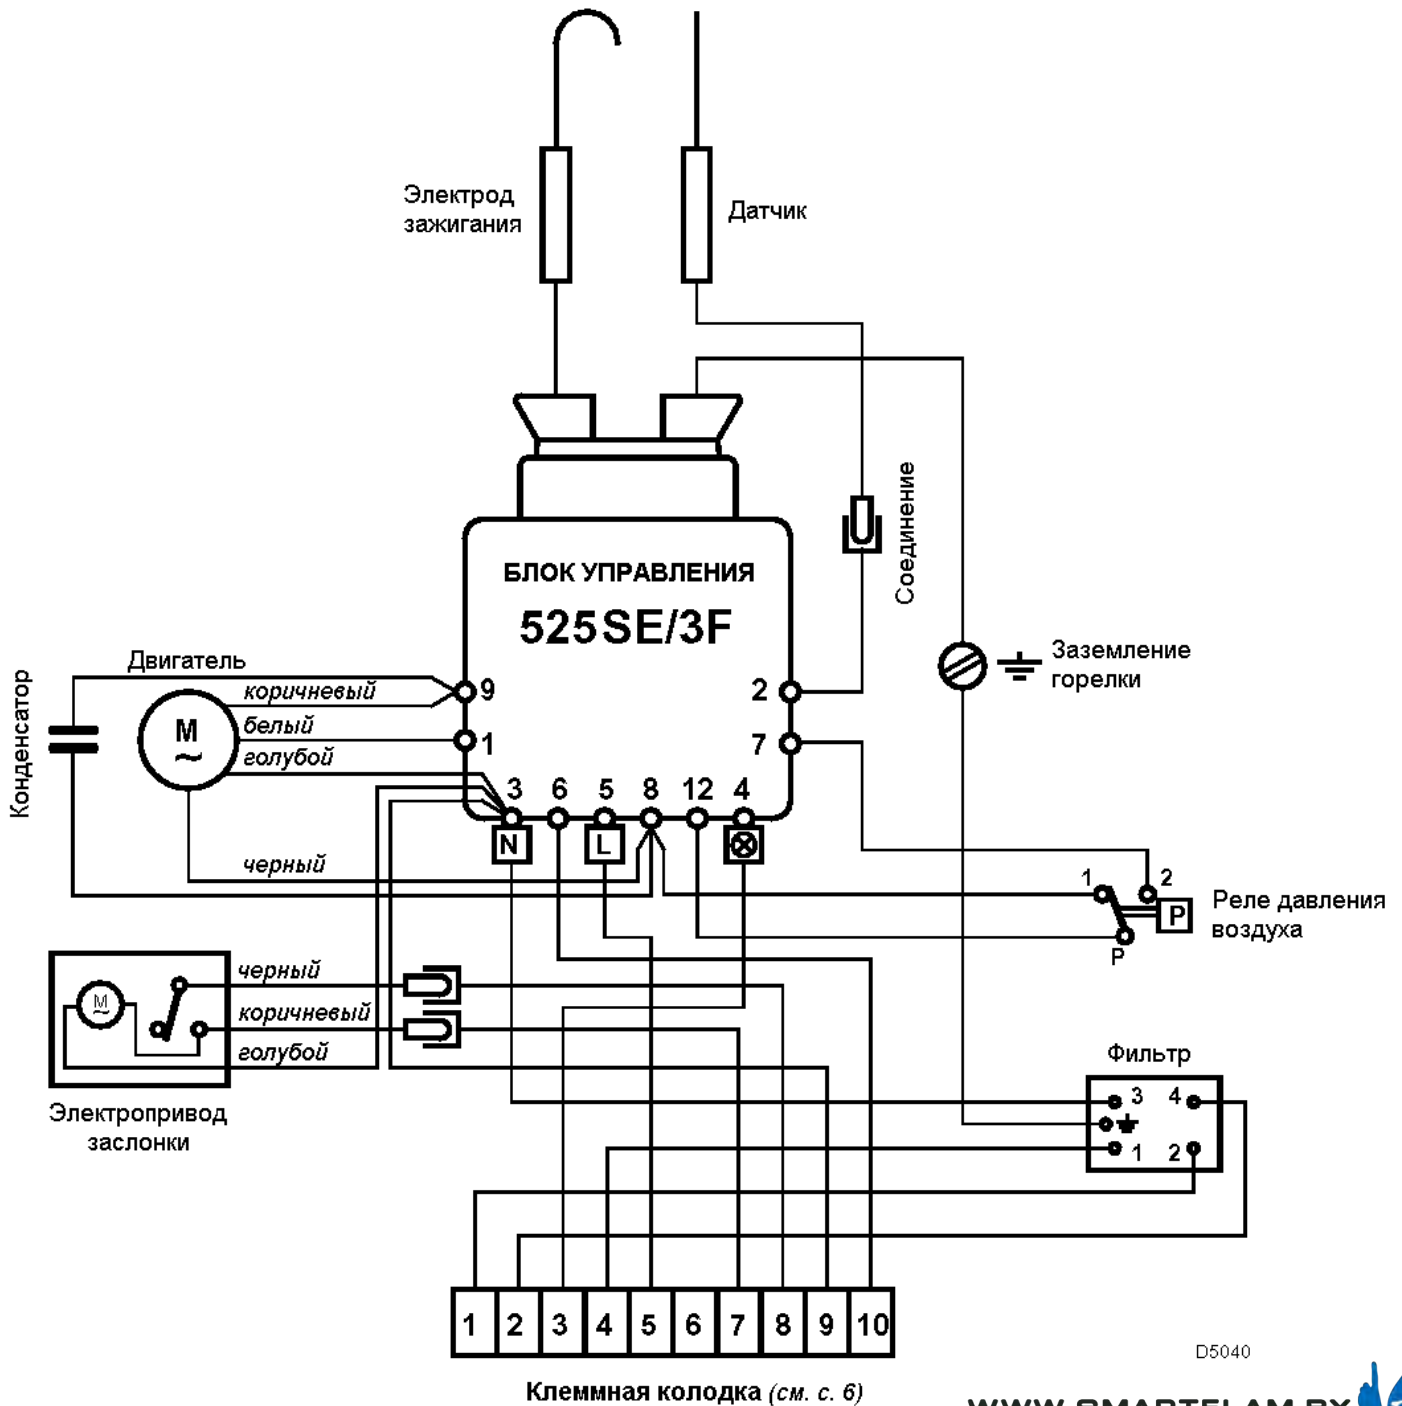 Электрод
зажигания
Датчик
Соединение
БЛОК УПРАВЛЕНИЯ
525SE/3F
Заземление
горелки
Двигатель
Конденсатор
коричневый
белый
голубой
M
~
9
1
2
7
3 6 5 8 12 4
N L
черный
1 2
P
P
Реле давления
воздуха
черный
коричневый
голубой
M
~
Электропривод
заслонки
Фильтр
3 4
1 2
1 2 3 4 5 6 7 8 9 10
D5040
Клеммная колодка (см. с. 6)